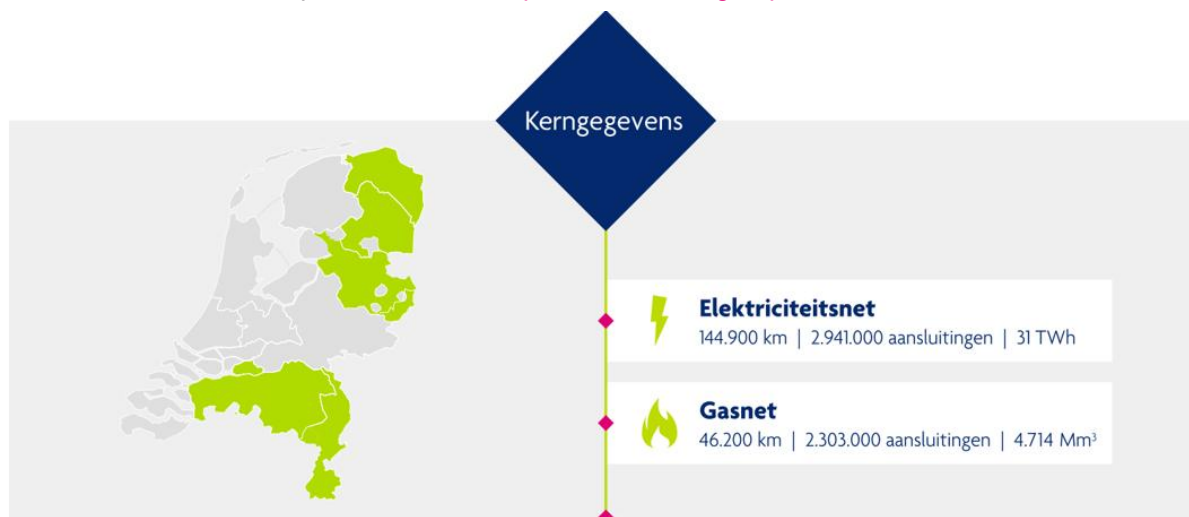 Kerngegevens
Elektriciteitsnet
144.900 km | 2.941.000 aansluitingen | 31 TWh
Gasnet
46.200 km | 2.303.000 aansluitingen | 4.714 Mm³